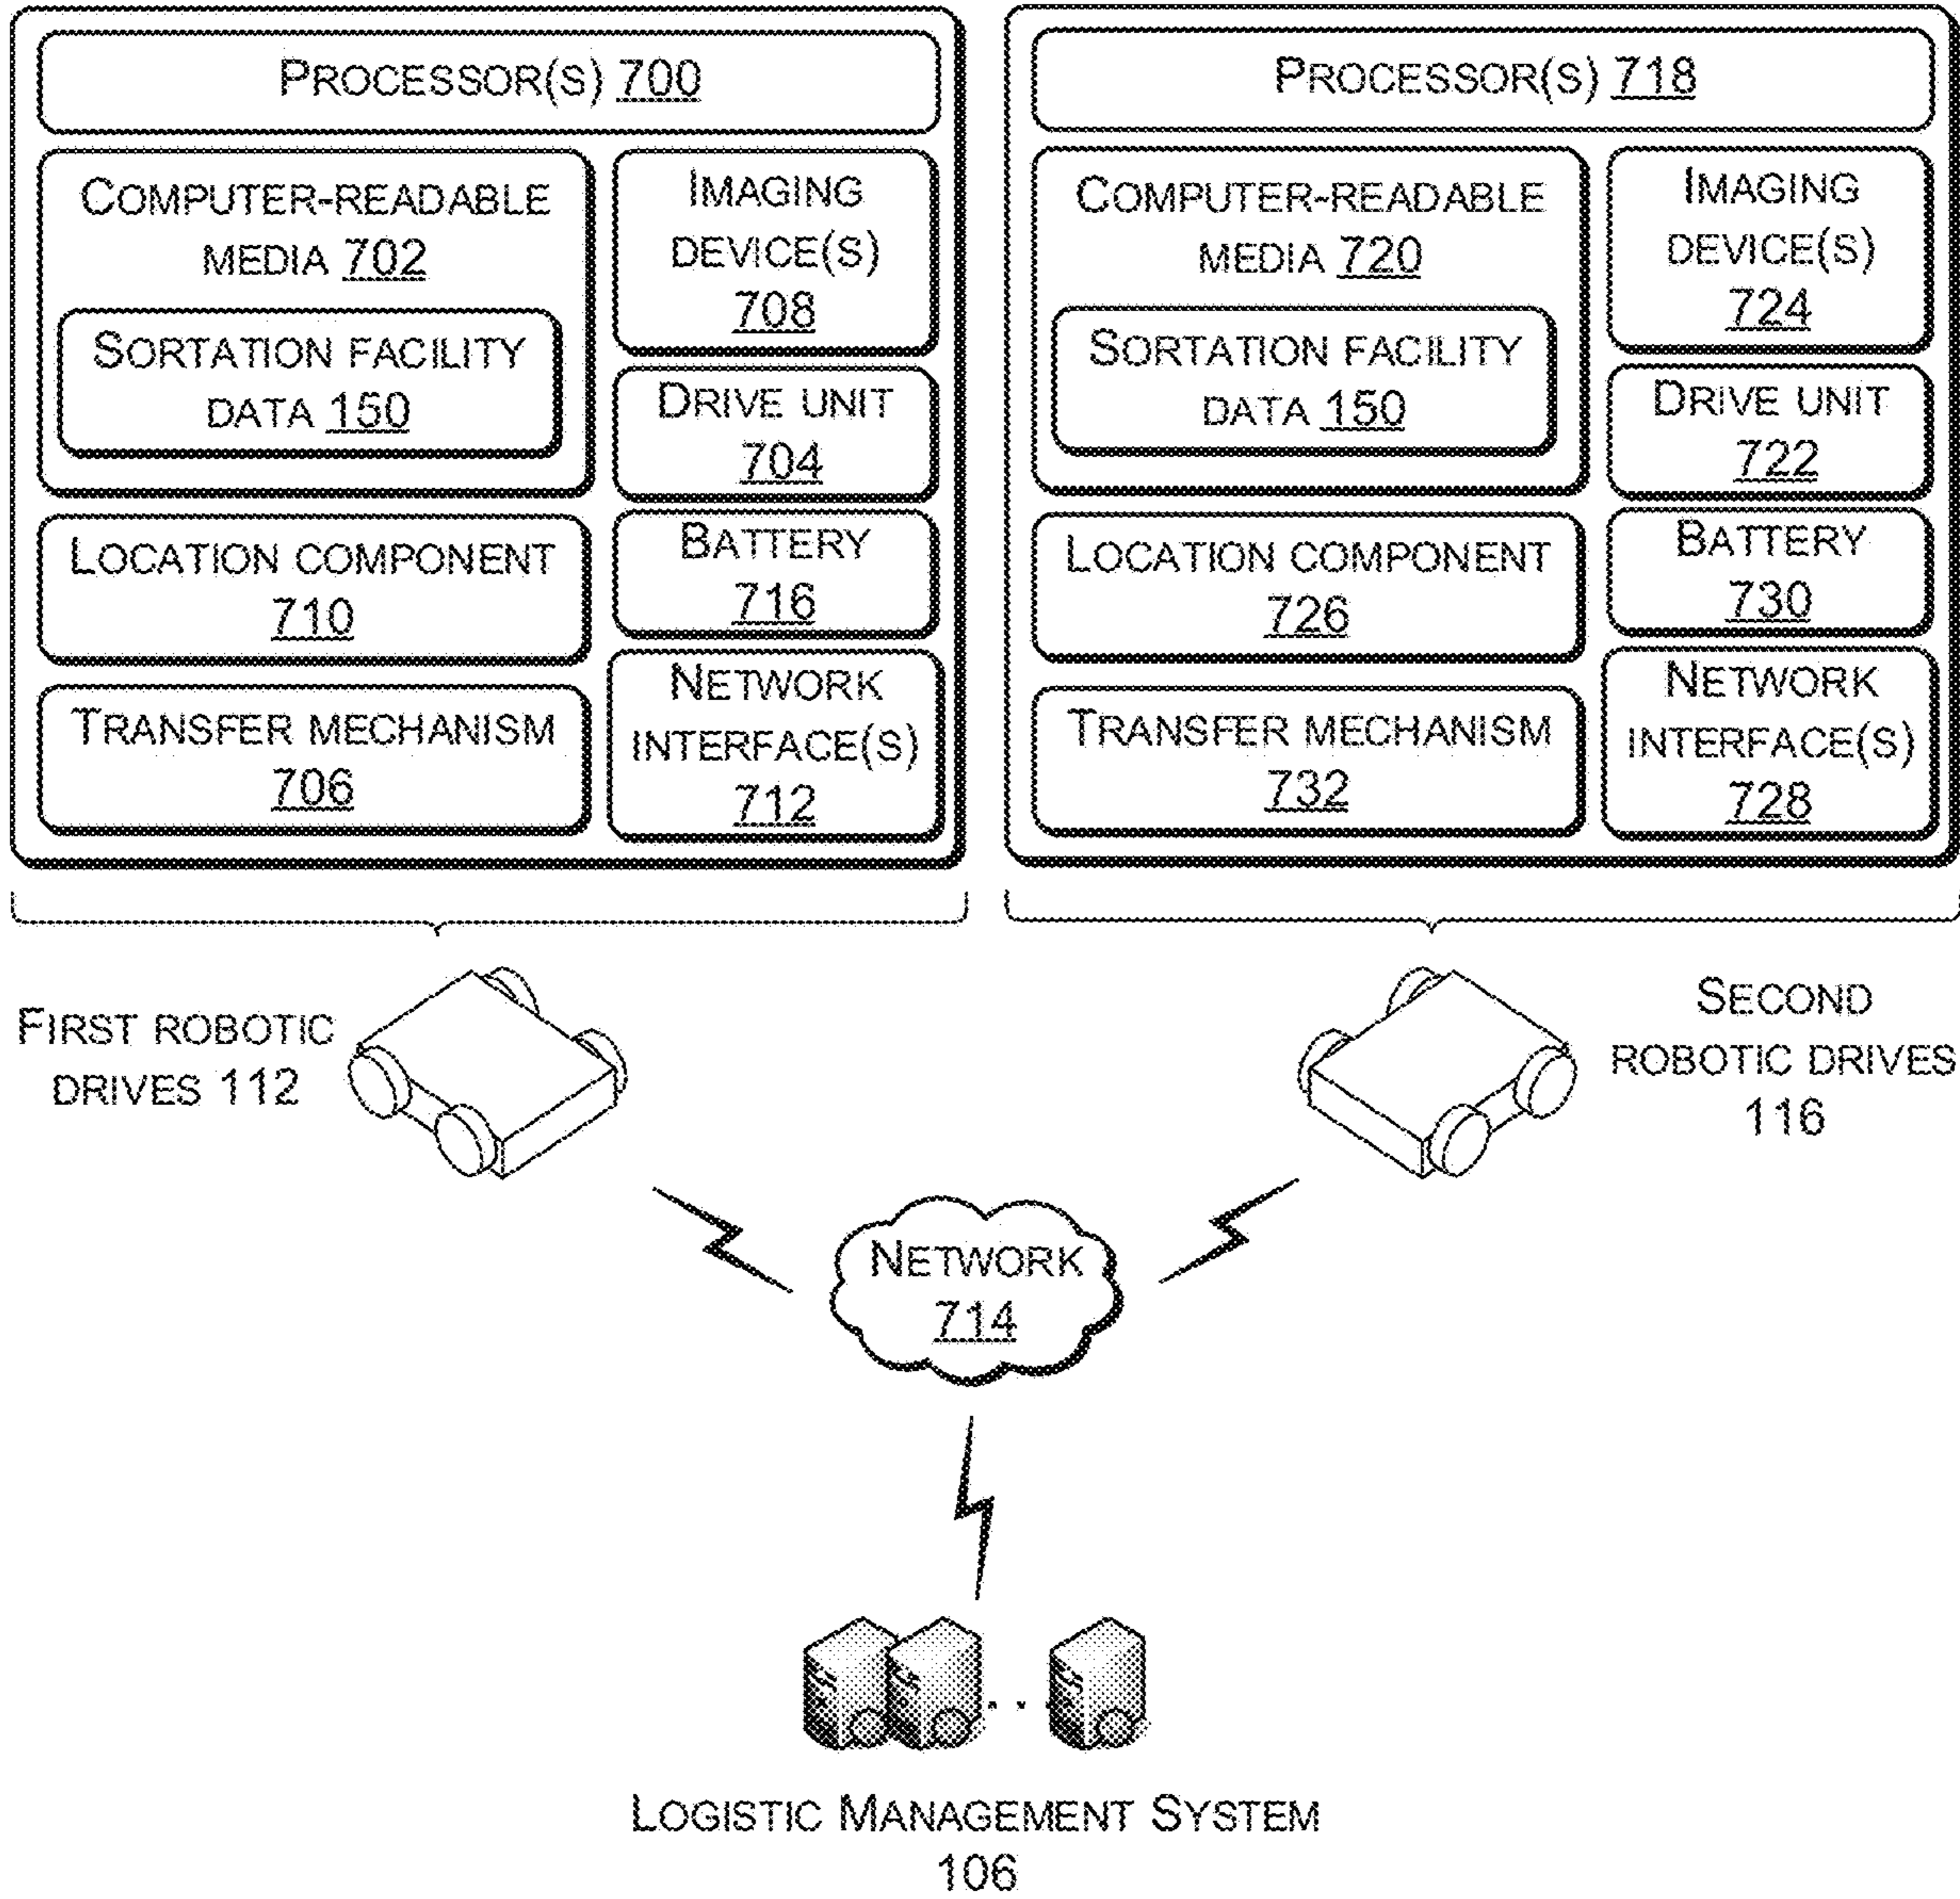 PROCESSOR(S) 700
COMPUTER-READABLE
MEDIA 702
SORTATION FACILITY
DATA 150
LOCATION COMPONENT
710
TRANSFER MECHANISM
706
IMAGING
DEVICE(S)
708
DRIVE UNIT
704
BATTERY
716
NETWORK
INTERFACE(S)
712
PROCESSOR(S) 718
COMPUTER-READABLE
MEDIA 720
SORTATION FACILITY
DATA 150
LOCATION COMPONENT
726
TRANSFER MECHANISM
732
IMAGING
DEVICE(S)
724
DRIVE UNIT
722
BATTERY
730
NETWORK
INTERFACE(S)
728
FIRST ROBOTIC
DRIVES 112
SECOND
ROBOTIC DRIVES
116
NETWORK
714
LOGISTIC MANAGEMENT SYSTEM
106